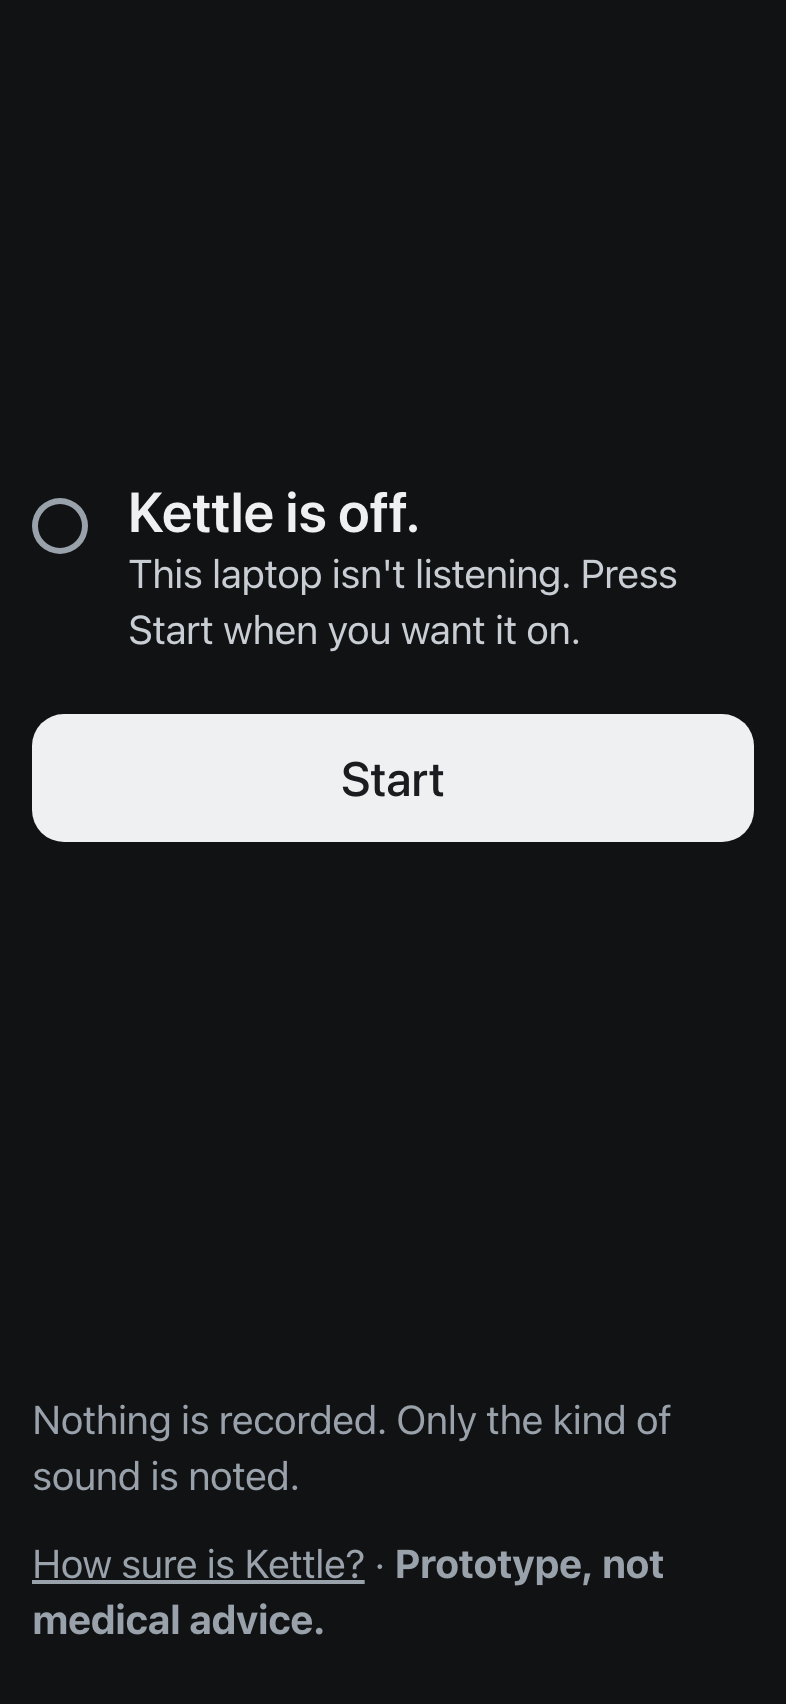 Kettle is off.
This laptop isn't listening. Press
Start when you want it on.
Start
Nothing is recorded. Only the kind of
sound is noted.
How sure is Kettle? · Prototype, not
medical advice.